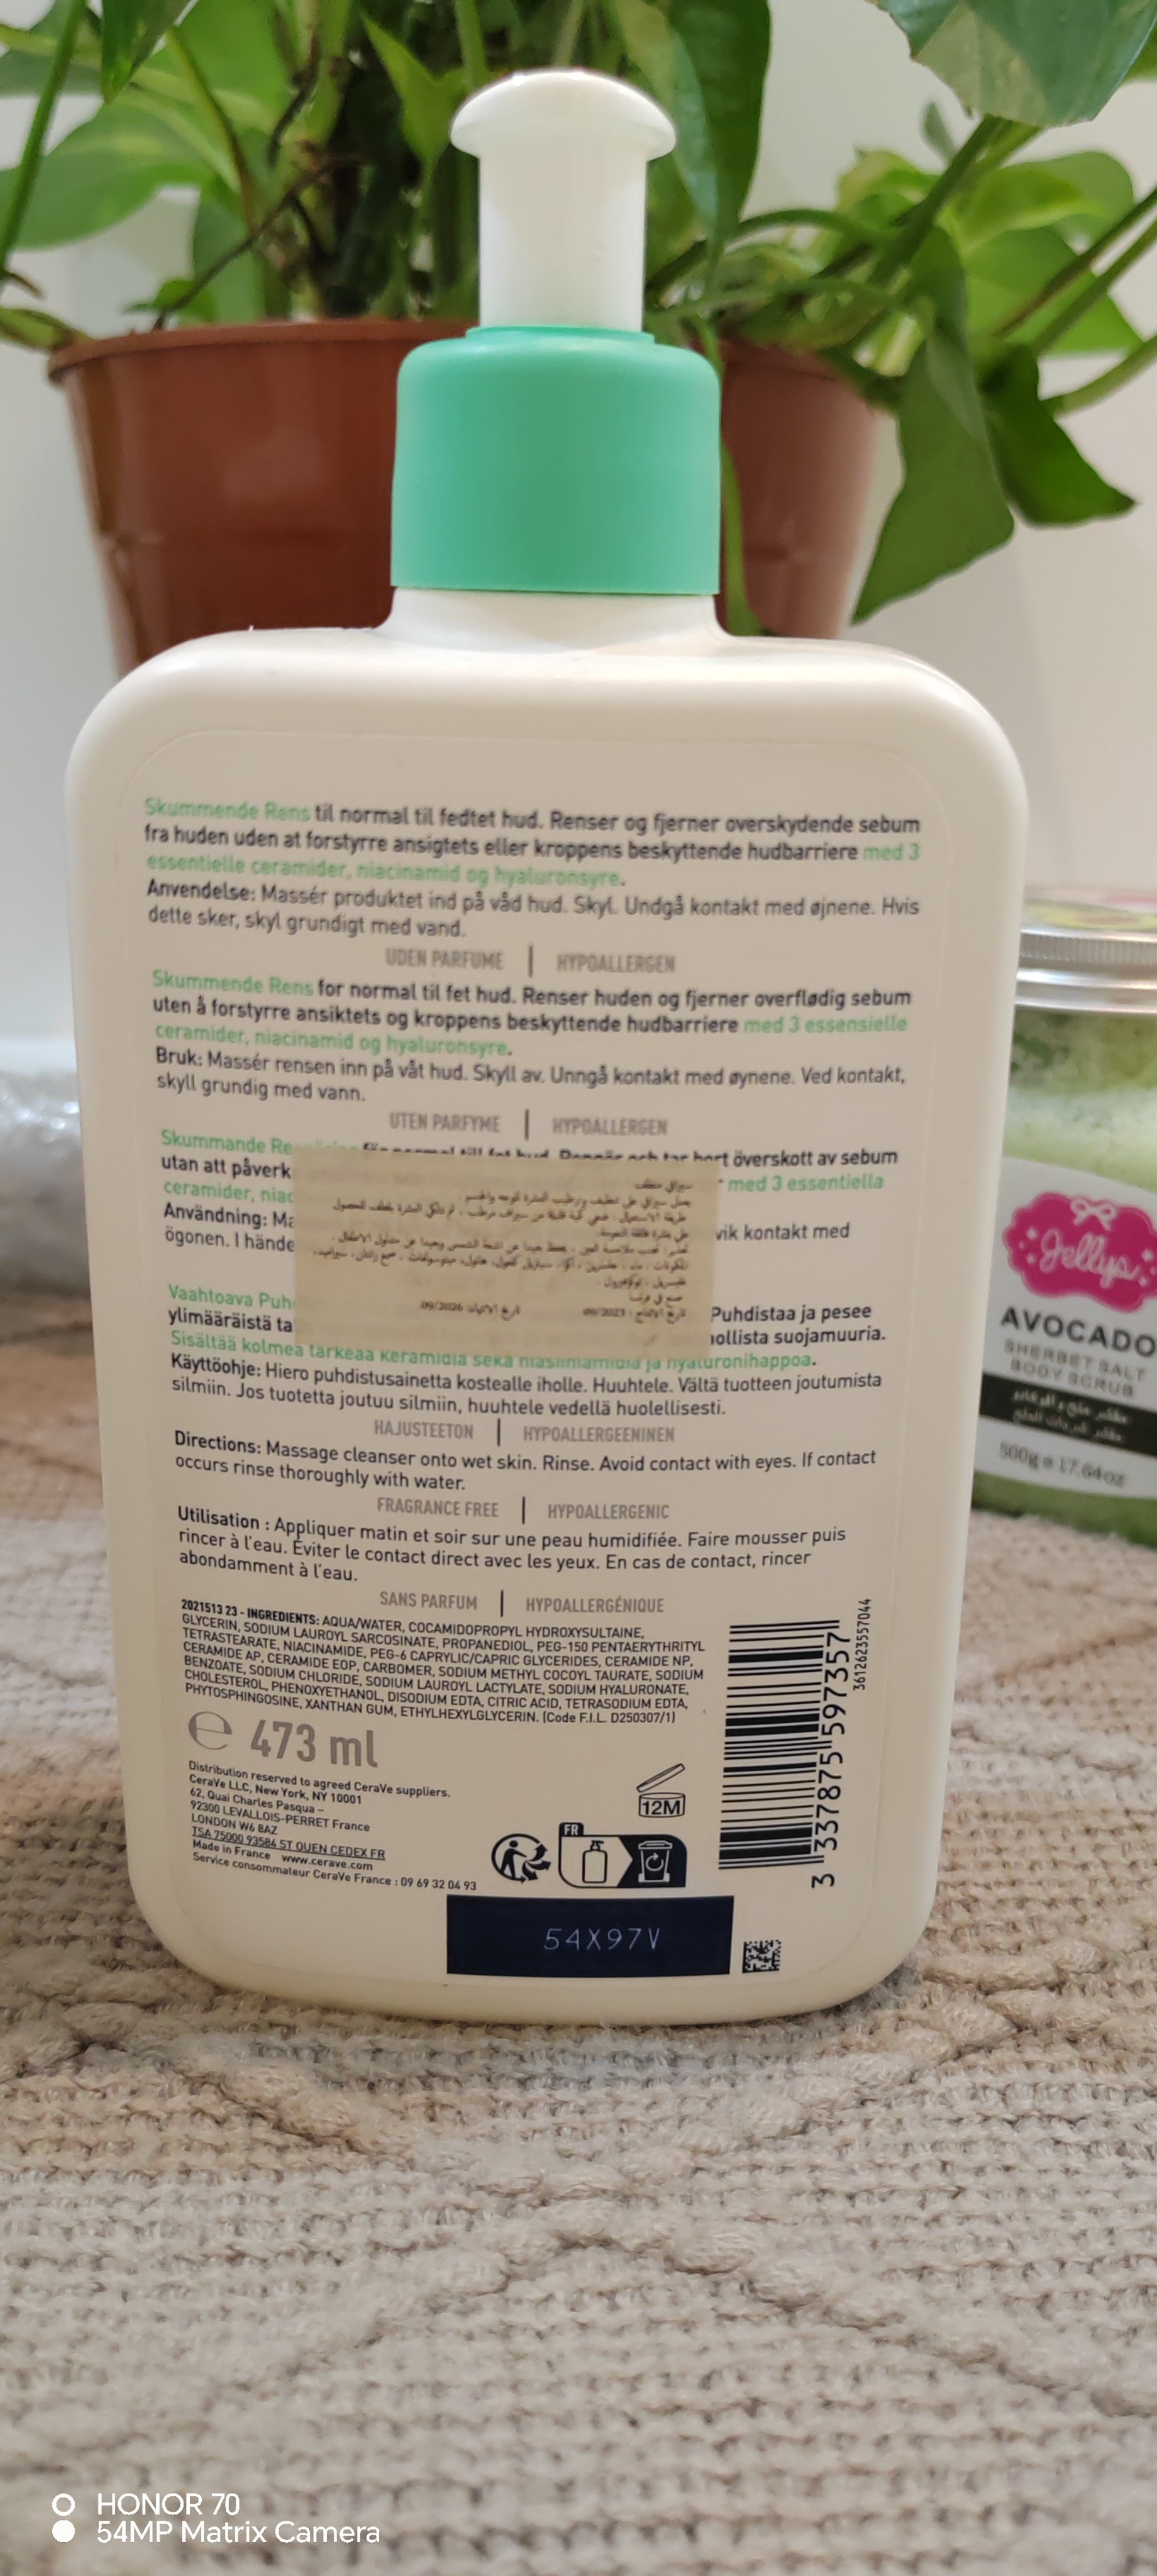 Skummende Rens til normal til fedtet hud. Renser og fjerner overskydende sebum
fra huden uden at forstyrre ansigtets eller kroppens beskyttende hudbarriere med 3
essentielle ceramider, niacinamid og hyaluronsyre.
Anvendelse: Massér produktet ind på våd hud. Skyl. Undgå kontakt med øjnene. Hvis
dette sker, skyl grundigt med vand.
UDEN PARFUME | HYPOALLERGEN
Skummende Rens for normal til fet hud. Renser huden og fjerner overflødig sebum
uten å forstyrre ansiktets og kroppens beskyttende hudbarriere med 3 essensielle
ceramider, niacinamid og hyaluronsyre.
Bruk: Massér rensen inn på våt hud. Skyll av. Unngå kontakt med øynene. Ved kontakt,
skyll grundig med vann.
UTEN PARFYME | HYPOALLERGEN
Skummande överskott av sebum
utan att med 3 essentiella
ceramider,
Användning: vik kontakt med
ögonen. I
تاريخ الانتاج: 09/2023 تاريخ الانتهاء: 09/2026
Vaahtoava Puhdistaa ja pesee
ylimääräistä suojamuuria.
Sisältää kolmea tärkeää keramidia sekä niasiiniamidia ja hyaluronihappoa.
Käyttöohje: Hiero puhdistusainetta kostealle iholle. Huuhtele. Vältä tuotteen joutumista
silmiin. Jos tuotetta joutuu silmiin, huuhtele vedellä huolellisesti.
HAJUSTEETON | HYPOALLERGEENINEN
Directions: Massage cleanser onto wet skin. Rinse. Avoid contact with eyes. If contact
occurs rinse thoroughly with water.
FRAGRANCE FREE | HYPOALLERGENIC
Utilisation : Appliquer matin et soir sur une peau humidifiée. Faire mousser puis
rincer à l'eau. Éviter le contact direct avec les yeux. En cas de contact, rincer
abondamment à l'eau.
SANS PARFUM | HYPOALLERGÉNIQUE
2021513 23 - INGREDIENTS: AQUA/WATER, COCAMIDOPROPYL HYDROXYSULTAINE,
GLYCERIN, SODIUM LAUROYL SARCOSINATE, PROPANEDIOL, PEG-150 PENTAERYTHRITYL
TETRASTEARATE, NIACINAMIDE, PEG-6 CAPRYLIC/CAPRIC GLYCERIDES, CERAMIDE NP,
CERAMIDE AP, CERAMIDE EOP, CARBOMER, SODIUM METHYL COCOYL TAURATE, SODIUM
BENZOATE, SODIUM CHLORIDE, SODIUM LAUROYL LACTYLATE, SODIUM HYALURONATE,
CHOLESTEROL, PHENOXYETHANOL, DISODIUM EDTA, CITRIC ACID, TETRASODIUM EDTA,
PHYTOSPHINGOSINE, XANTHAN GUM, ETHYLHEXYLGLYCERIN. (Code F.I.L. D250307/1)
e 473 ml
Distribution reserved to agreed CeraVe suppliers.
CeraVe LLC, New York, NY 10001
62, Quai Charles Pasqua –
92300 LEVALLOIS-PERRET France
LONDON W6 8AZ
TSA 75000 93584 ST OUEN CEDEX FR
Made in France www.cerave.com
Service consommateur CeraVe France : 09 69 32 04 93
12M
FR
3 337875 597357
3612623557044
54X97V
Jellys
AVOCADO
SHERBET SALT
BODY SCRUB
500g e 17.64oz
HONOR 70
54MP Matrix Camera